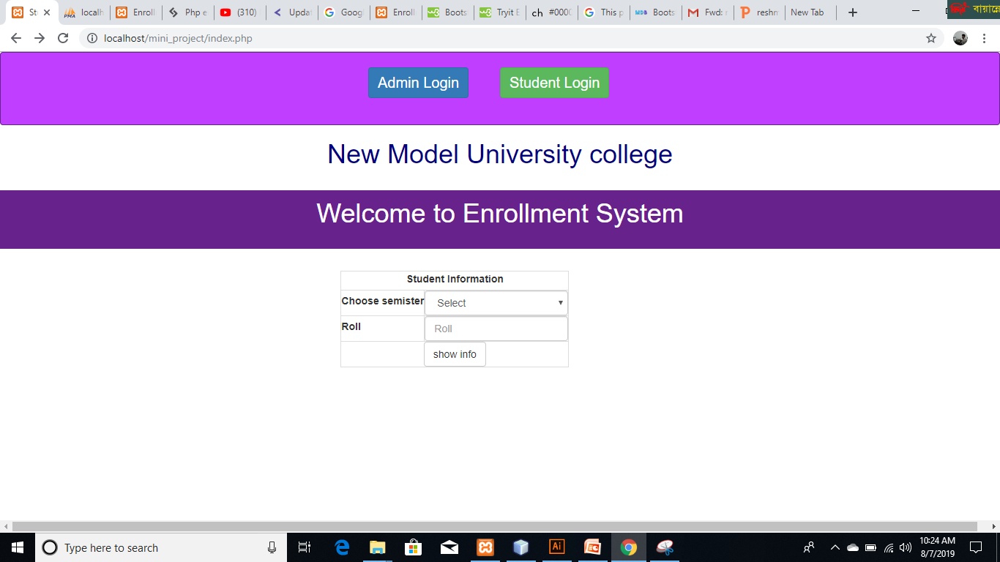 St
localh
Enroll
Php e
(310)
Updat
Goog
Enroll
Boots
Tryit E
ch #000
This p
MDB Boots
Fwd: r
reshm
New Tab
বায়ান্নো
localhost/mini_project/index.php
Admin Login Student Login
New Model University college
Welcome to Enrollment System
Student Information
Choose semister Select
Roll Roll
show info
Type here to search
Ai
10:24 AM
8/7/2019